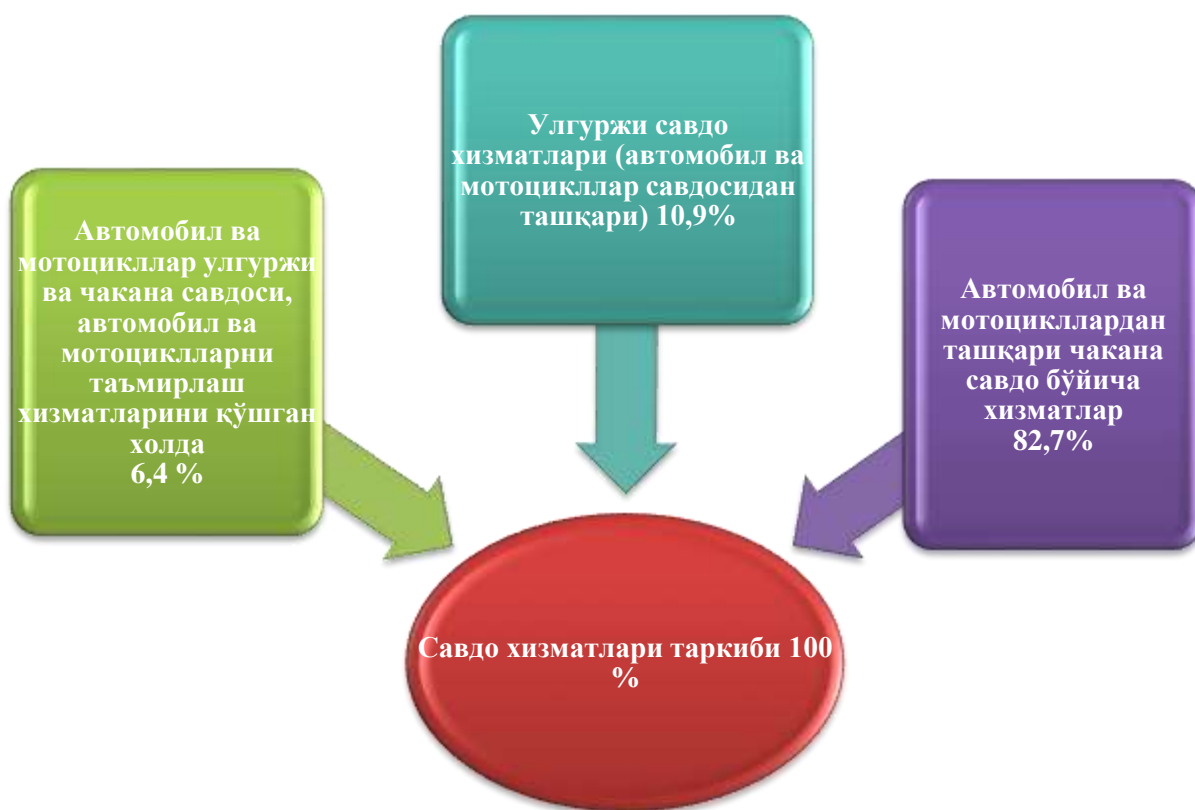 Улгуржи савдо
хизматлари (автомобил ва
мотоцикллар савдосидан
ташқари) 10,9%
Автомобил ва
мотоцикллар улгуржи
ва чакана савдоси,
автомобил ва
мотоциклларни
таъмирлаш
хизматларини қўшган
холда
6,4 %
Автомобил ва
мотоцикллардан
ташқари чакана
савдо бўйича
хизматлар
82,7%
Савдо хизматлари таркиби 100
%